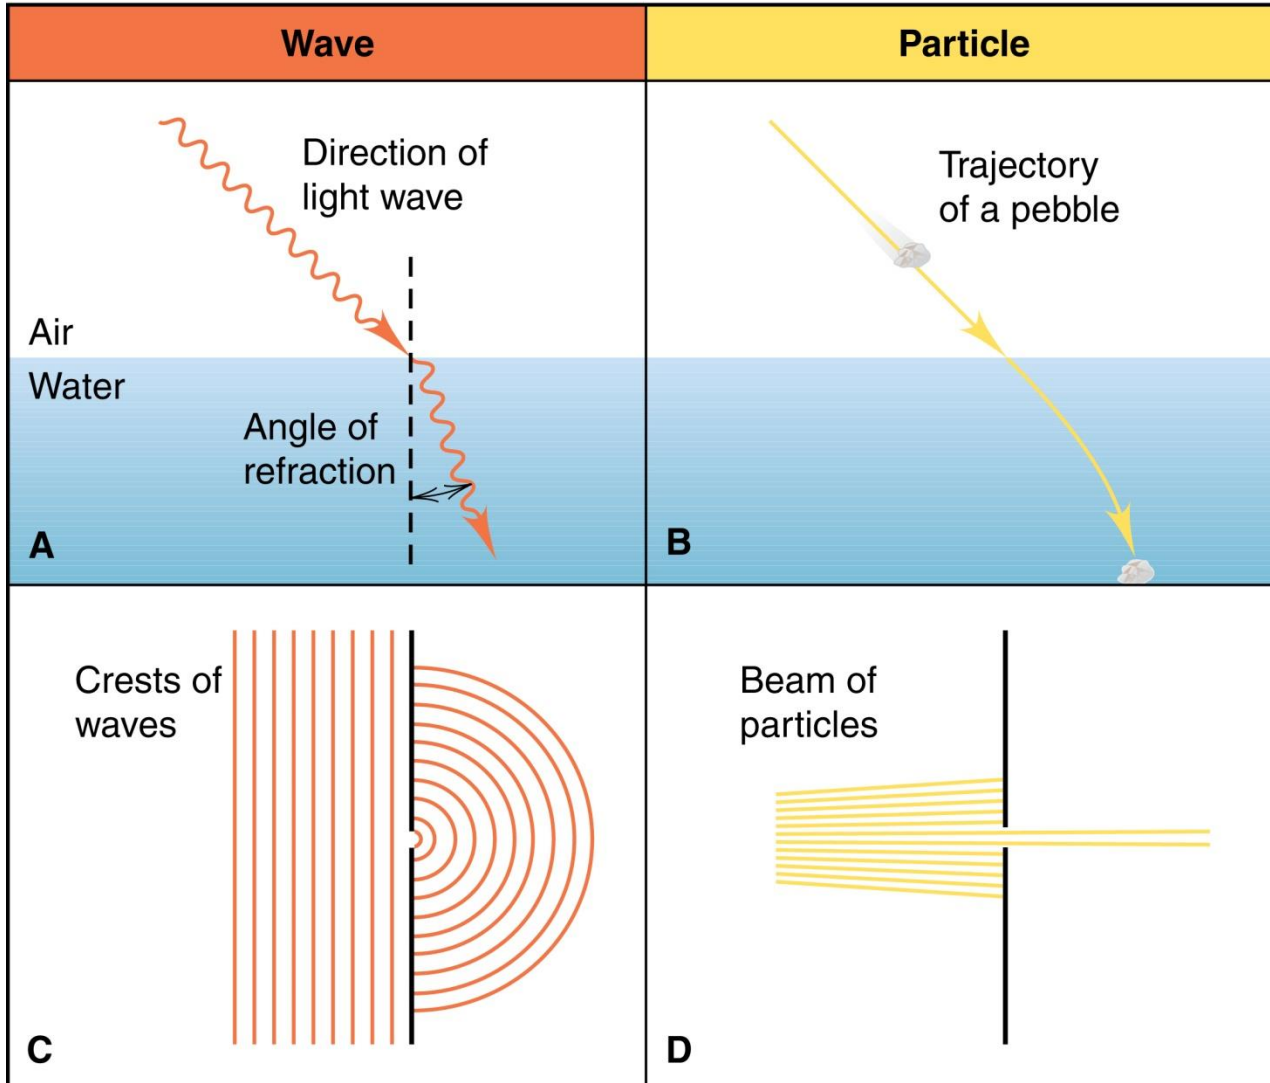 Wave
Particle
Direction of
light wave
Air
Water
Angle of
refraction
A
Trajectory
of a pebble
B
Crests of
waves
C
Beam of
particles
D